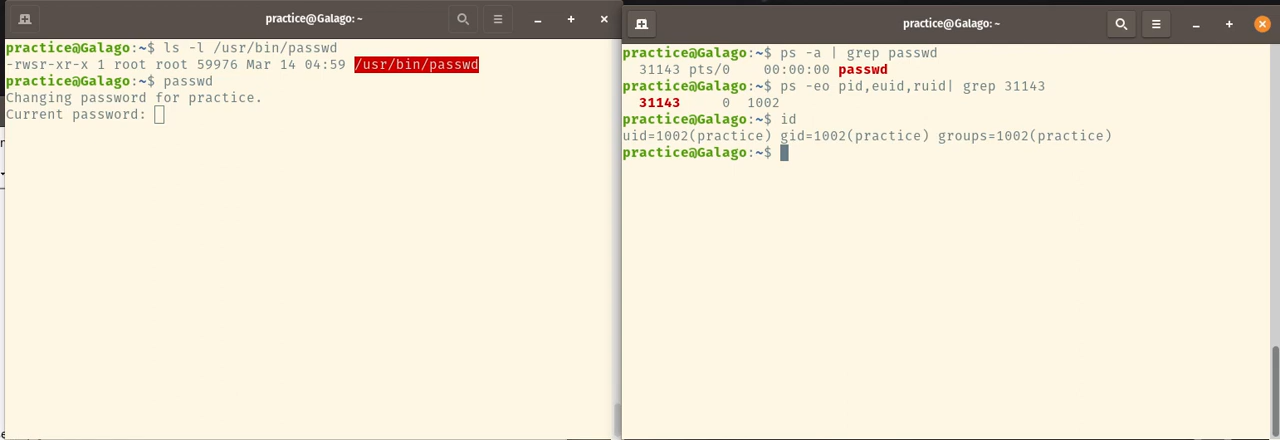 practice@Galago: ~
practice@Galago:~$ ls -l /usr/bin/passwd
-rwsr-xr-x 1 root root 59976 Mar 14 04:59 /usr/bin/passwd
practice@Galago:~$ passwd
Changing password for practice.
Current password:
practice@Galago: ~
practice@Galago:~$ ps -a | grep passwd
31143 pts/0    00:00:00 passwd
practice@Galago:~$ ps -eo pid,euid,ruid| grep 31143
31143     0  1002
practice@Galago:~$ id
uid=1002(practice) gid=1002(practice) groups=1002(practice)
practice@Galago:~$